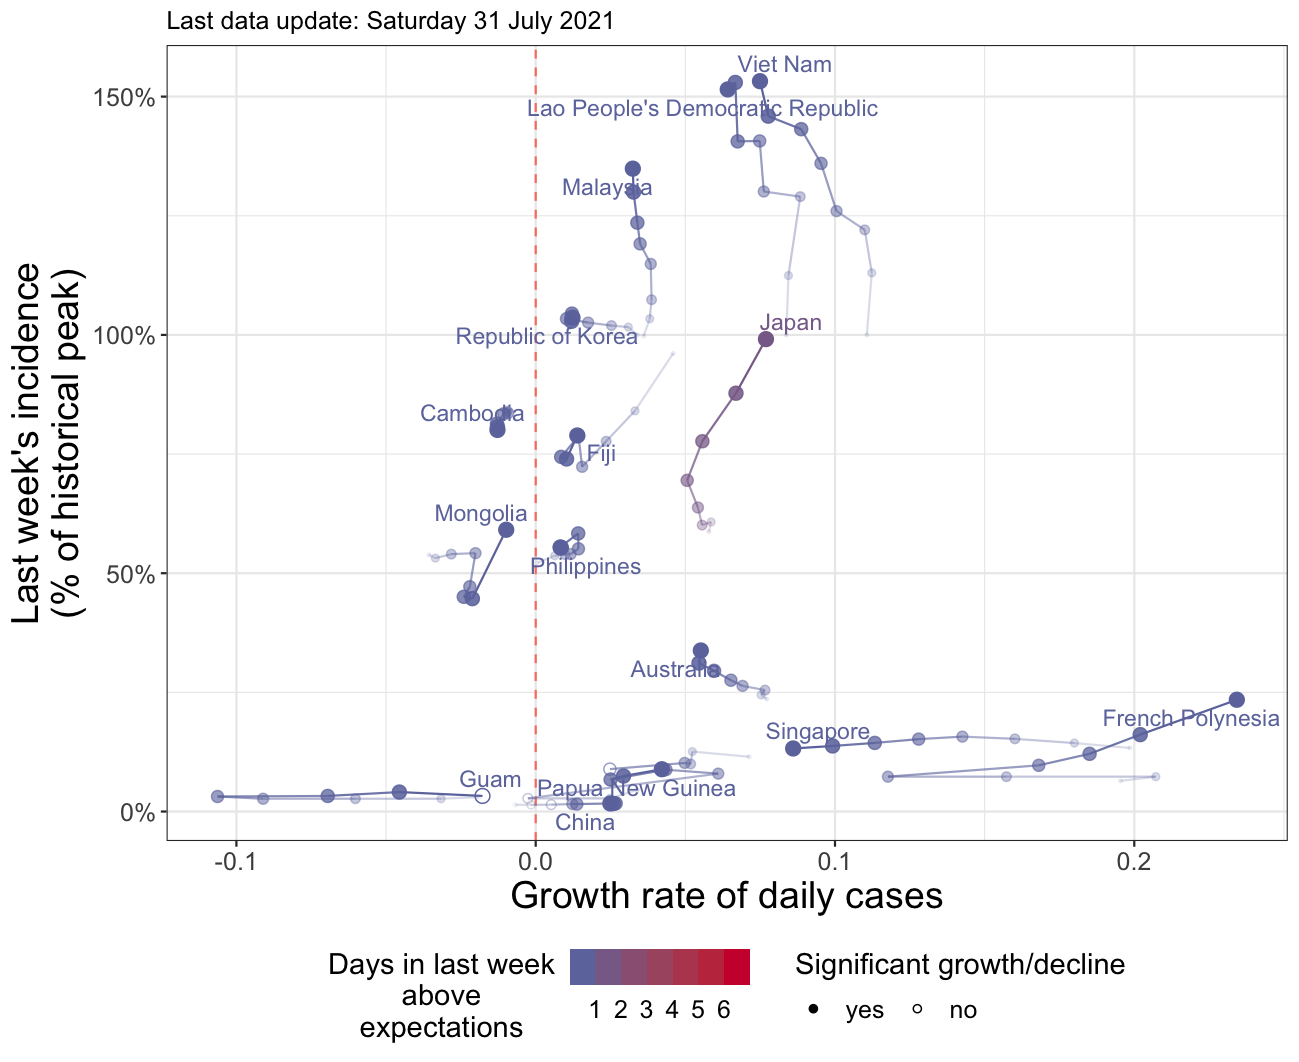 Last data update: Saturday 31 July 2021
Viet Nam
150%
Lao People's Democratic Republic
Malaysia
Last week's incidence
(% of historical peak)
Japan
100%
Republic of Korea
Cambodia
Fiji
Mongolia
50%
Philippines
Australia
French Polynesia
Singapore
Guam
Papua New Guinea
0%
China
-0.1
0.0
0.1
0.2
Growth rate of daily cases
Days in last week
above
expectations
1 2 3 4 5 6
Significant growth/decline
yes
no